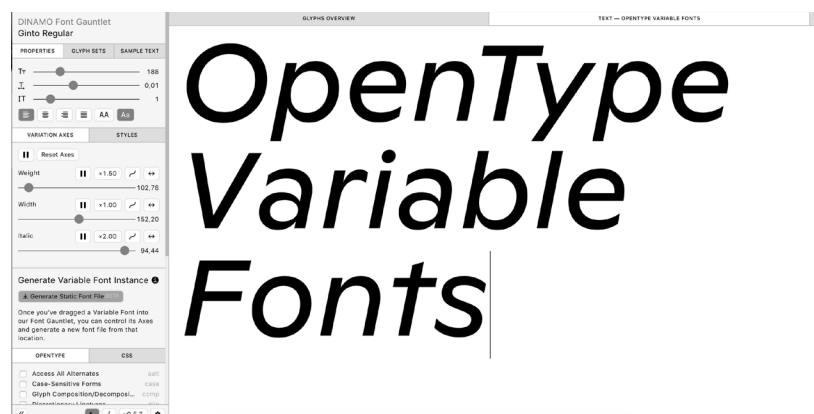 DINAMO Font Gauntlet
Ginto Regular
PROPERTIES GLYPH SETS SAMPLE TEXT
188
0,01
1
AA Aa
VARIATION AXES STYLES
Reset Axes
Weight ×1.50
102,78
Width ×1.00
152,20
Italic ×2.00
94,44
Generate Variable Font Instance
Generate Static Font File
Once you've dragged a Variable Font into
our Font Gauntlet, you can control its Axes
and generate a new font file from that
location.
OPENTYPE CSS
Access All Alternates aalt
Case-Sensitive Forms case
Glyph Composition/Decomposi... comp
GLYPHS OVERVIEW TEXT — OPENTYPE VARIABLE FONTS
OpenType
Variable
Fonts